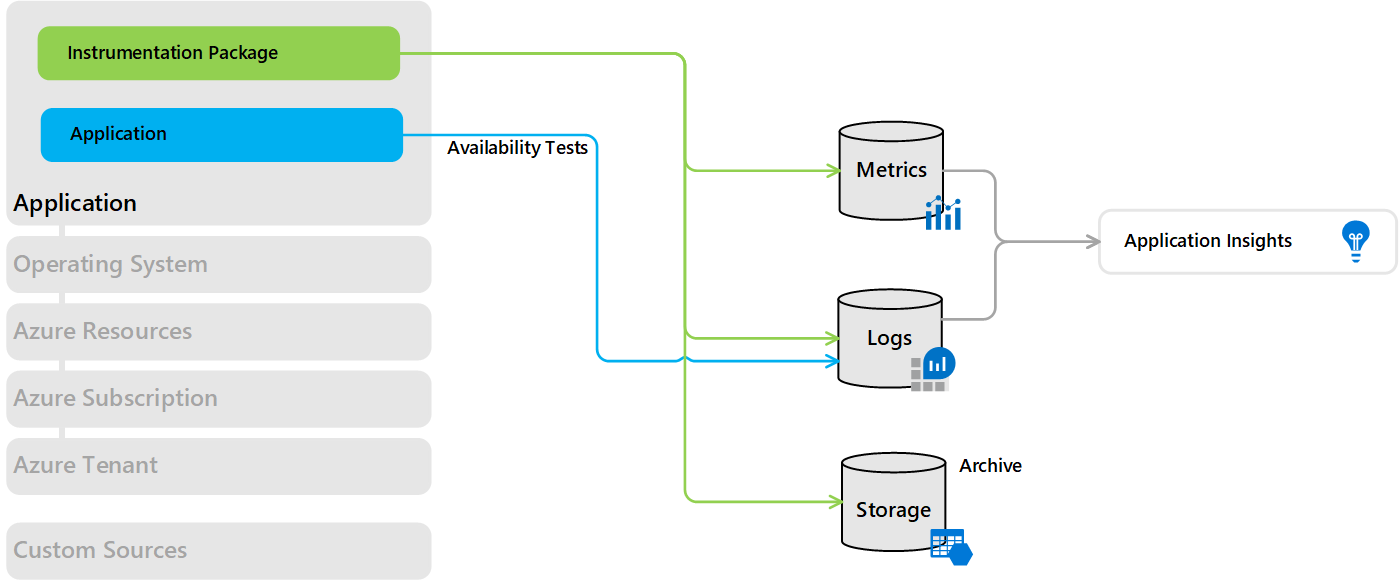 Instrumentation Package
Application
Availability Tests
Application
Operating System
Azure Resources
Azure Subscription
Azure Tenant
Custom Sources
Metrics
Logs
Archive
Storage
Application Insights